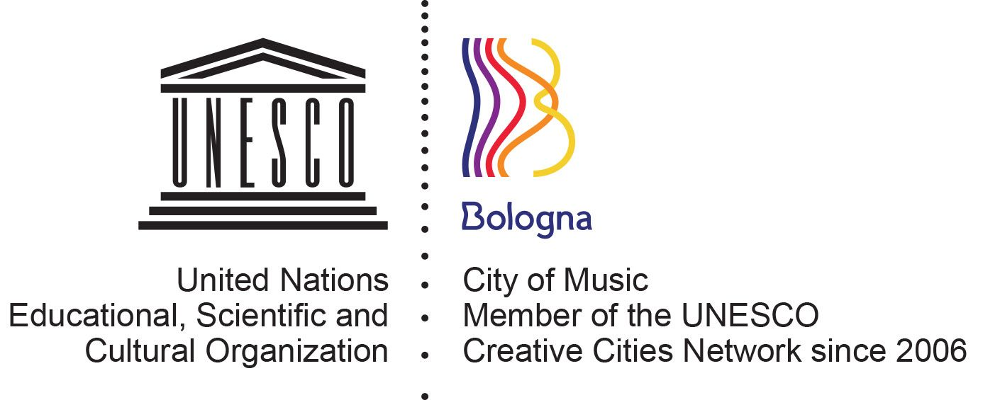 UNESCO
United Nations
Educational, Scientific and
Cultural Organization
Bologna
City of Music
Member of the UNESCO
Creative Cities Network since 2006